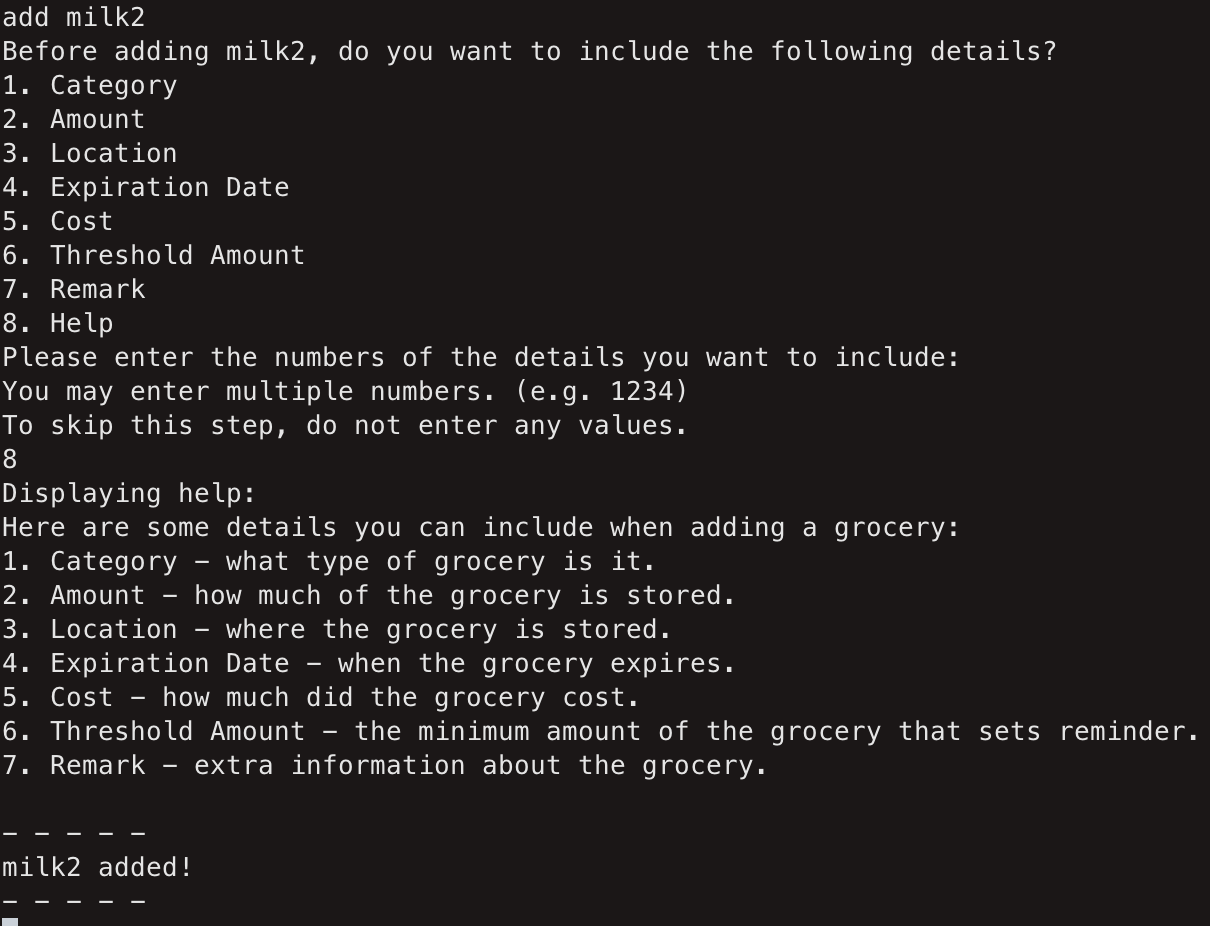 add milk2
Before adding milk2, do you want to include the following details?
1. Category
2. Amount
3. Location
4. Expiration Date
5. Cost
6. Threshold Amount
7. Remark
8. Help
Please enter the numbers of the details you want to include:
You may enter multiple numbers. (e.g. 1234)
To skip this step, do not enter any values.
8
Displaying help:
Here are some details you can include when adding a grocery:
1. Category - what type of grocery is it.
2. Amount - how much of the grocery is stored.
3. Location - where the grocery is stored.
4. Expiration Date - when the grocery expires.
5. Cost - how much did the grocery cost.
6. Threshold Amount - the minimum amount of the grocery that sets reminder.
7. Remark - extra information about the grocery.
- - - - -
milk2 added!
- - - - -